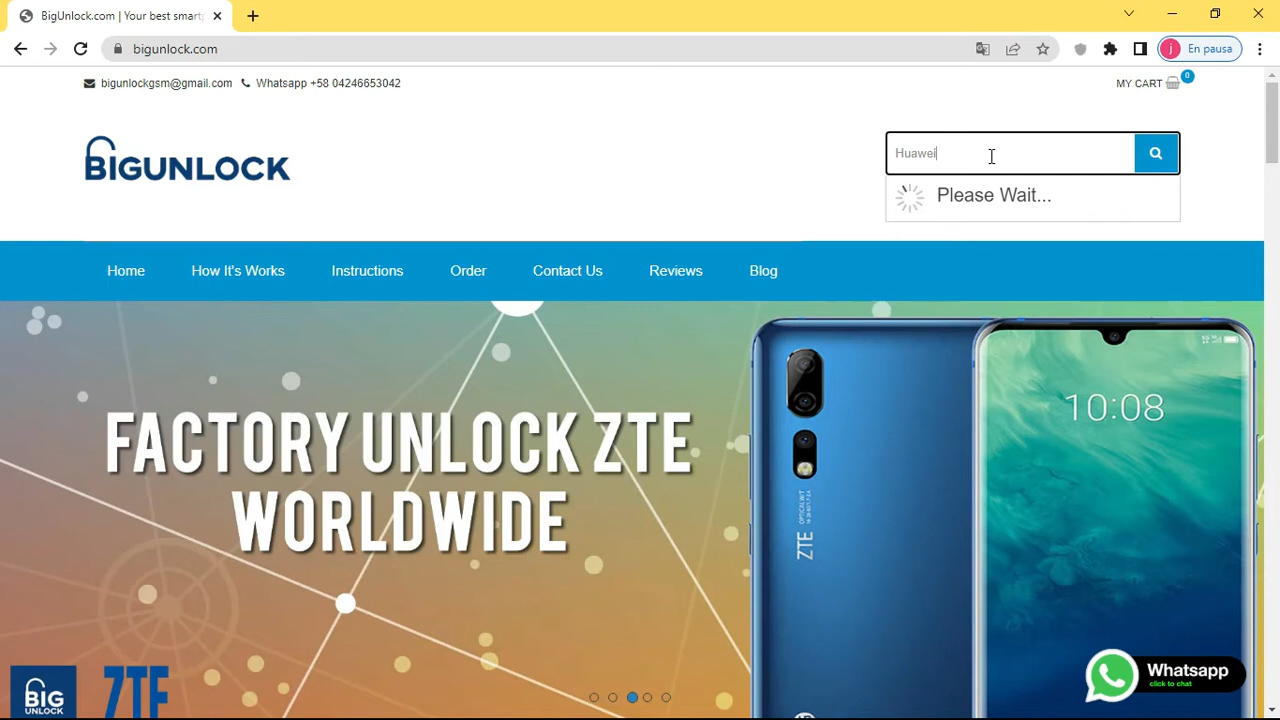 BigUnlock.com | Your best smart
En pausa
bigunlock.com
bigunlockgsm@gmail.com Whatsapp +58 04246653042
MY CART 0
BIGUNLOCK
Huawei
Please Wait...
Home How It's Works Instructions Order Contact Us Reviews Blog
FACTORY UNLOCK ZTE
WORLDWIDE
10:08
ZTE
Whatsapp
click to chat
BIG
UNLOCK
ZTE